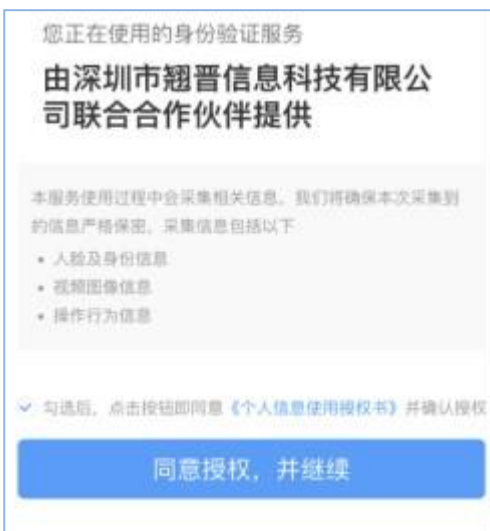 您正在使用的身份验证服务
由深圳市翘晋信息科技有限公
司联合合作伙伴提供
本服务使用过程中会采集相关信息，我们将确保本次采集到
的信息严格保密，采集信息包括以下
• 人脸及身份信息
• 视频图像信息
• 操作行为信息
勾选后，点击按钮即同意《个人信息使用授权书》并确认授权
同意授权，并继续